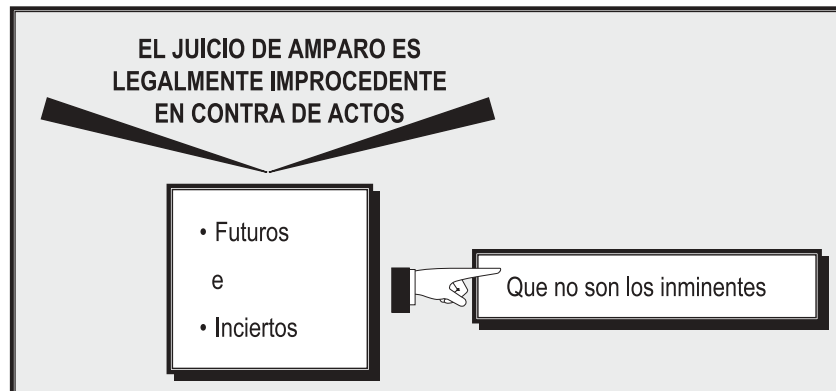 EL JUICIO DE AMPARO ES
LEGALMENTE IMPROCEDENTE
EN CONTRA DE ACTOS
• Futuros
e
• Inciertos
Que no son los inminentes